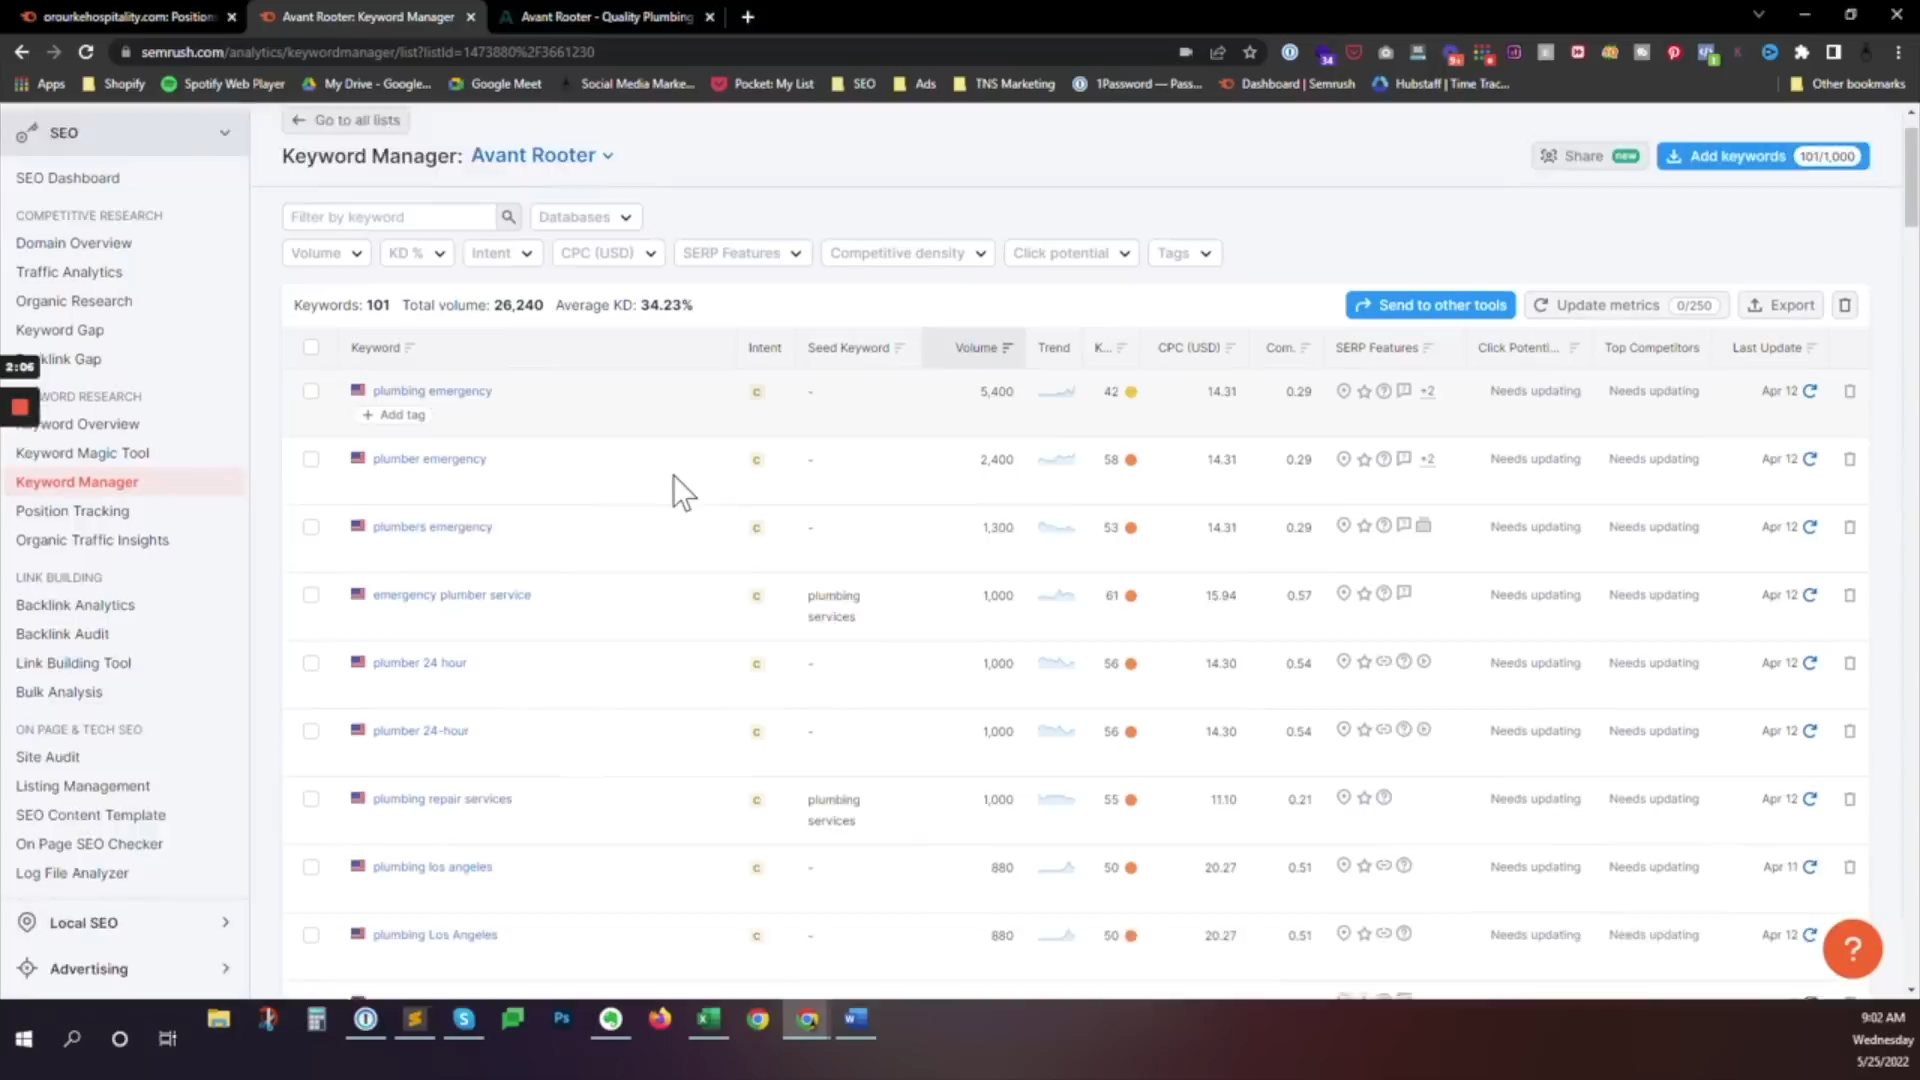 orourkehospitality.com: Position
Avant Rooter: Keyword Manager
Avant Rooter - Quality Plumbing
semrush.com/analytics/keywordmanager/list?listId=1473880%2F3661230
Apps
Shopify
Spotify Web Player
My Drive - Google...
Google Meet
Social Media Marke...
Pocket: My List
SEO
Ads
TNS Marketing
1Password — Pass...
Dashboard | Semrush
Hubstaff | Time Trac...
Other bookmarks
SEO
SEO Dashboard
COMPETITIVE RESEARCH
Domain Overview
Traffic Analytics
Organic Research
Keyword Gap
cklink Gap
2:06
WORD RESEARCH
yword Overview
Keyword Magic Tool
Keyword Manager
Position Tracking
Organic Traffic Insights
LINK BUILDING
Backlink Analytics
Backlink Audit
Link Building Tool
Bulk Analysis
ON PAGE & TECH SEO
Site Audit
Listing Management
SEO Content Template
On Page SEO Checker
Log File Analyzer
Local SEO
Advertising
Go to all lists
Keyword Manager: Avant Rooter
Share new
Add keywords 101/1,000
Filter by keyword
Databases
Volume
KD %
Intent
CPC (USD)
SERP Features
Competitive density
Click potential
Tags
Keywords: 101 Total volume: 26,240 Average KD: 34.23%
Send to other tools
Update metrics 0/250
Export
Keyword Intent Seed Keyword Volume Trend K... CPC (USD) Com. SERP Features Click Potenti... Top Competitors Last Update
plumbing emergency C - 5,400 42 14.31 0.29 +2 Needs updating Needs updating Apr 12
+ Add tag
plumber emergency C - 2,400 58 14.31 0.29 +2 Needs updating Needs updating Apr 12
plumbers emergency C - 1,300 53 14.31 0.29 Needs updating Needs updating Apr 12
emergency plumber service C plumbing services 1,000 61 15.94 0.57 Needs updating Needs updating Apr 12
plumber 24 hour C - 1,000 56 14.30 0.54 Needs updating Needs updating Apr 12
plumber 24-hour C - 1,000 56 14.30 0.54 Needs updating Needs updating Apr 12
plumbing repair services C plumbing services 1,000 55 11.10 0.21 Needs updating Needs updating Apr 12
plumbing los angeles C - 880 50 20.27 0.51 Needs updating Needs updating Apr 11
plumbing Los Angeles C - 880 50 20.27 0.51 Needs updating Needs updating Apr 12
?
9:02 AM
Wednesday
5/25/2022